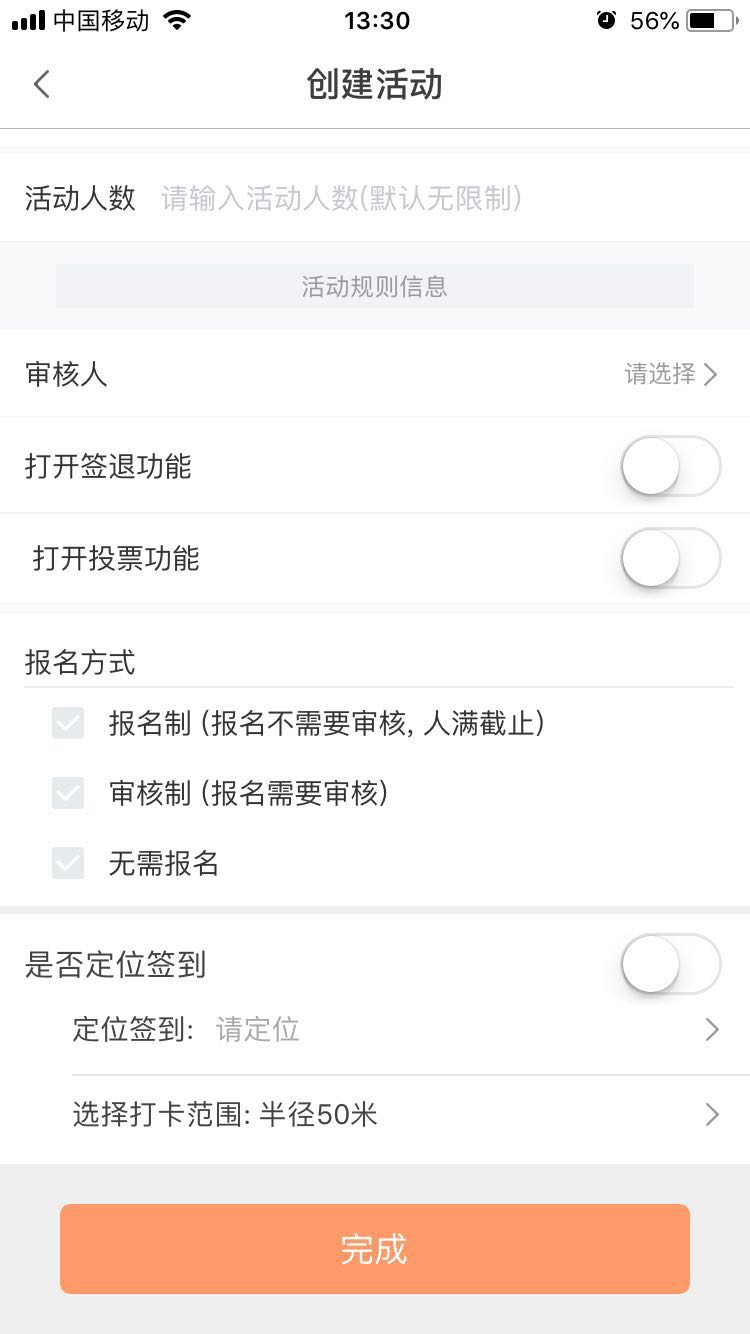 中国移动 13:30 56%
创建活动
活动人数 请输入活动人数(默认无限制)
活动规则信息
审核人 请选择
打开签退功能
打开投票功能
报名方式
报名制 (报名不需要审核, 人满截止)
审核制 (报名需要审核)
无需报名
是否定位签到
定位签到: 请定位
选择打卡范围: 半径50米
完成